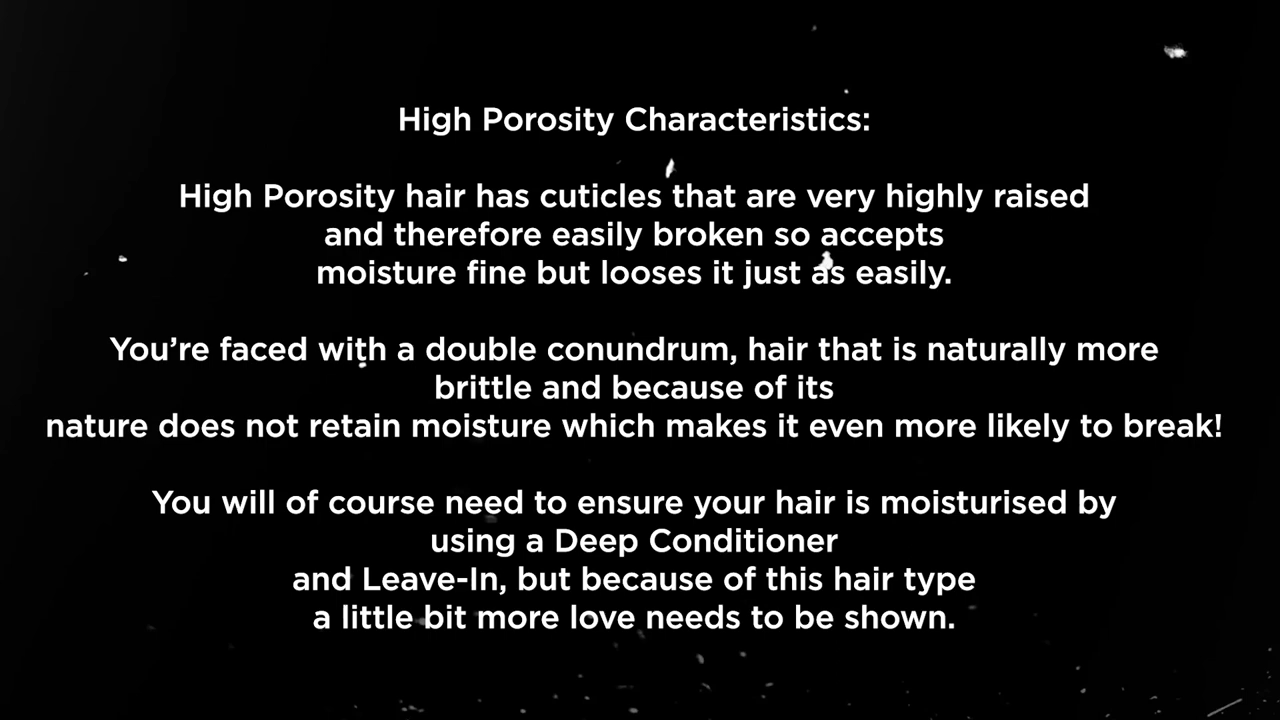 High Porosity Characteristics:
High Porosity hair has cuticles that are very highly raised
and therefore easily broken so accepts
moisture fine but looses it just as easily.
You’re faced with a double conundrum, hair that is naturally more
brittle and because of its
nature does not retain moisture which makes it even more likely to break!
You will of course need to ensure your hair is moisturised by
using a Deep Conditioner
and Leave-In, but because of this hair type
a little bit more love needs to be shown.